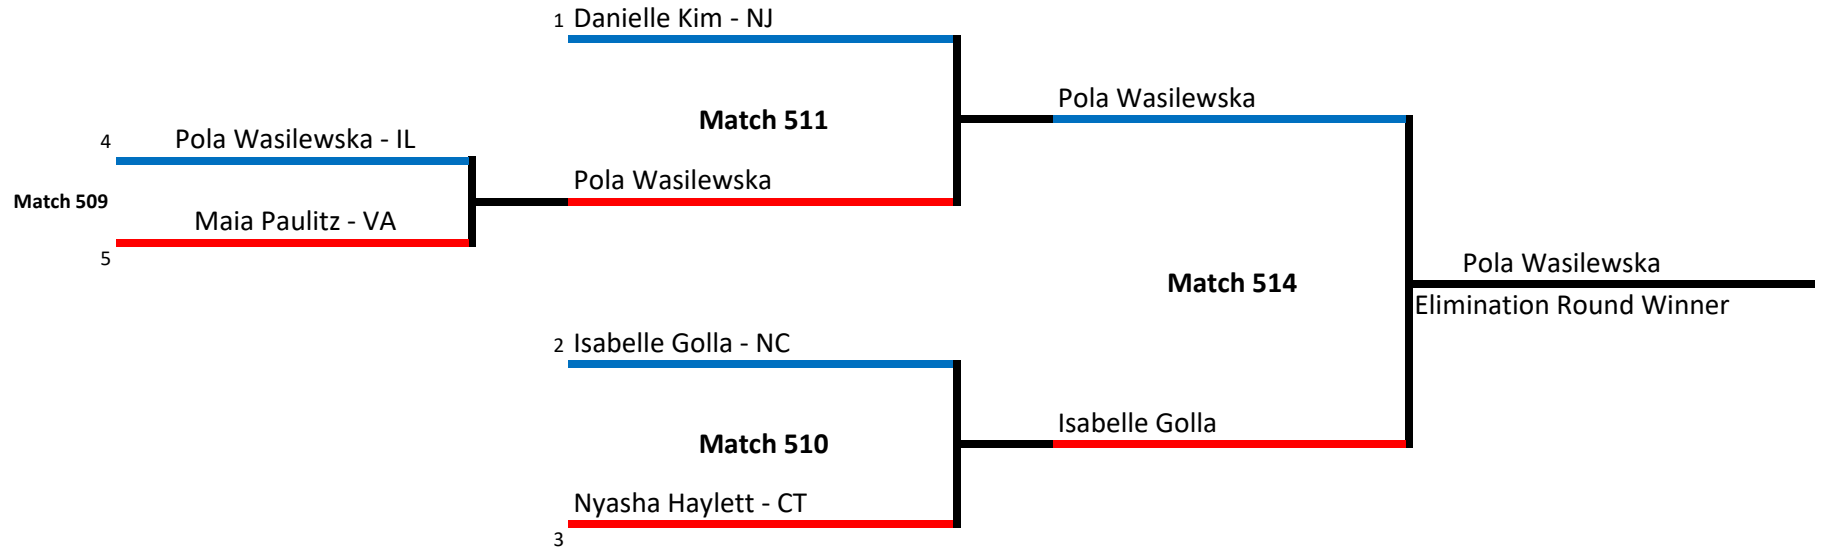 1 Danielle Kim - NJ
Pola Wasilewska
Match 511
4 Pola Wasilewska - IL
Pola Wasilewska
Match 509
Maia Paulitz - VA
5
Pola Wasilewska
Match 514
Elimination Round Winner
2 Isabelle Golla - NC
Isabelle Golla
Match 510
Nyasha Haylett - CT
3